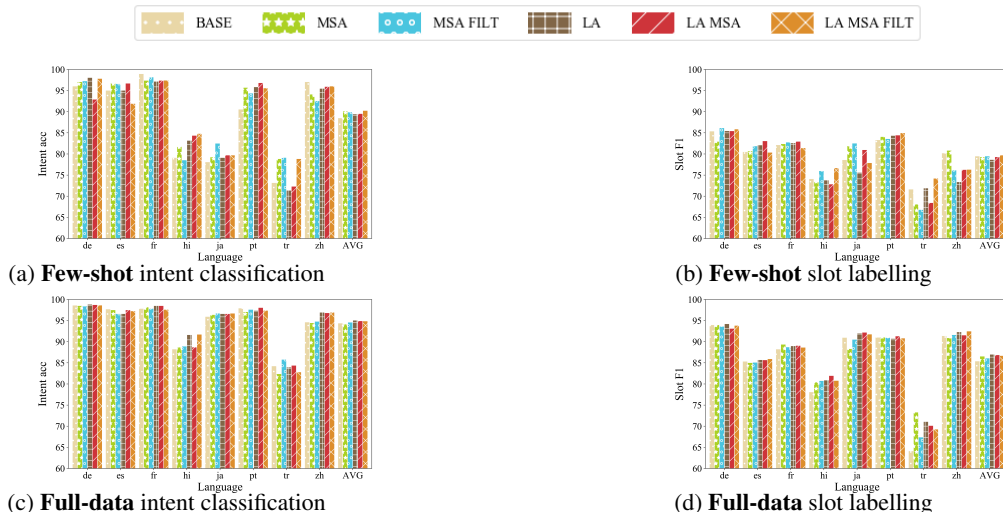 BASE MSA MSA FILT LA LA MSA LA MSA FILT
100
95
90
85
80
75
70
65
60
Intent acc
de es fr hi ja pt tr zh AVG
Language
(a) Few-shot intent classification
100
95
90
85
80
75
70
65
60
Slot F1
de es fr hi ja pt tr zh AVG
Language
(b) Few-shot slot labelling
100
95
90
85
80
75
70
65
60
Intent acc
de es fr hi ja pt tr zh AVG
Language
(c) Full-data intent classification
100
95
90
85
80
75
70
65
60
Slot F1
de es fr hi ja pt tr zh AVG
Language
(d) Full-data slot labelling